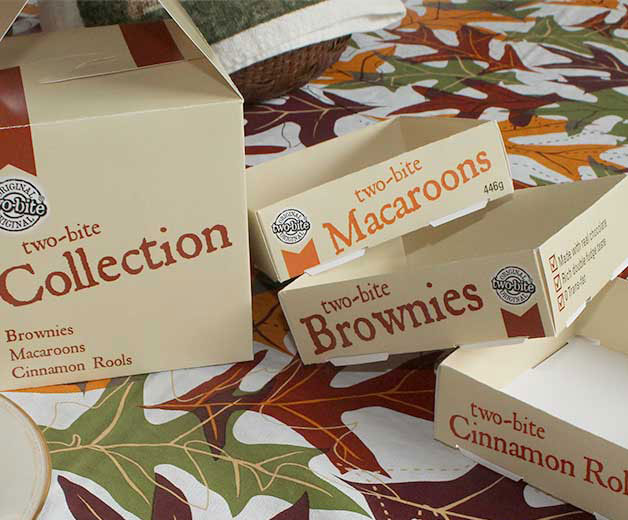 ORIGINAL
two-bite
ORIGINAL
two-bite
Collection
Brownies
Macaroons
Cinnamon Rools
ORIGINAL
two-bite
ORIGINAL
two-bite
Macaroons
446g
two-bite
Brownies
ORIGINAL
two-bite
ORIGINAL
Made with real chocolate
Rich double fudge taste
0 Trans-fat
two-bite
Cinnamon Rol